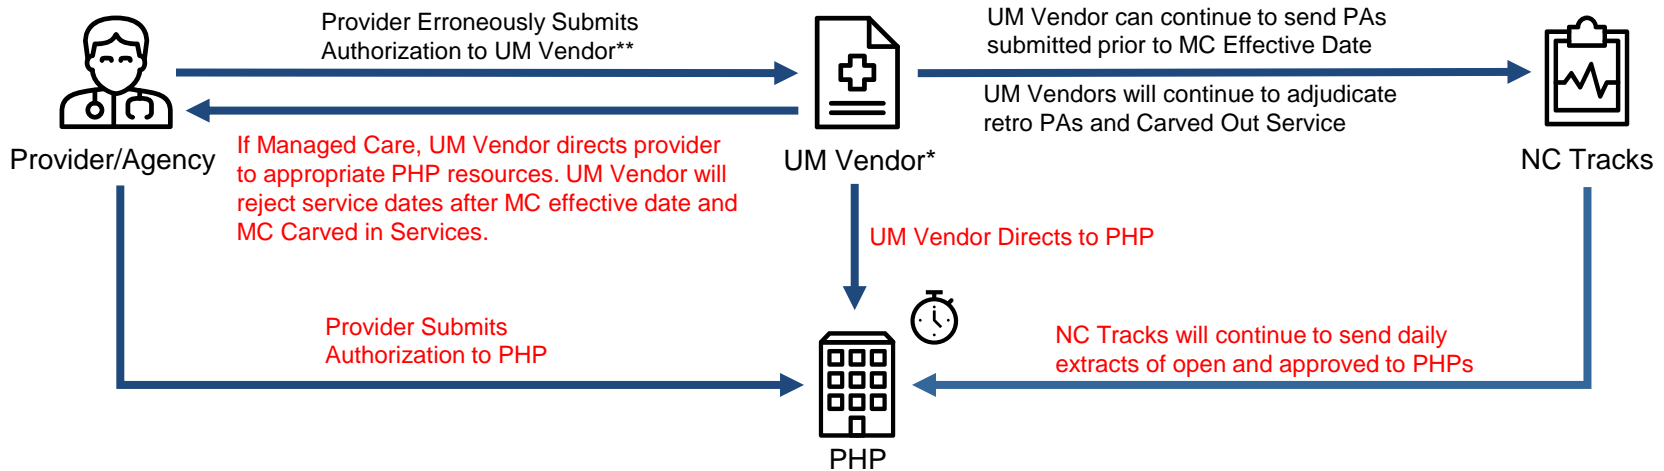 Provider Erroneously Submits
Authorization to UM Vendor**
UM Vendor can continue to send PAs
submitted prior to MC Effective Date
UM Vendors will continue to adjudicate
retro PAs and Carved Out Service
Provider/Agency
If Managed Care, UM Vendor directs provider
to appropriate PHP resources. UM Vendor will
reject service dates after MC effective date and
MC Carved in Services.
UM Vendor*
NC Tracks
UM Vendor Directs to PHP
Provider Submits
Authorization to PHP
NC Tracks will continue to send daily
extracts of open and approved to PHPs
PHP